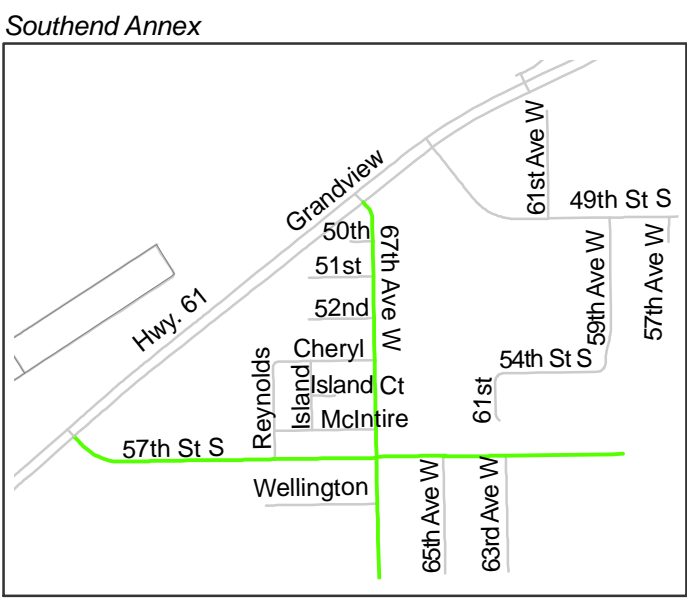 Southend Annex
61st Ave W
49th St S
Grandview
50th
67th Ave W
51st
59th Ave W
57th Ave W
Hwy. 61
52nd
Cheryl
54th St S
Reynolds
Island
Island Ct
61st
McIntire
57th St S
Wellington
65th Ave W
63rd Ave W